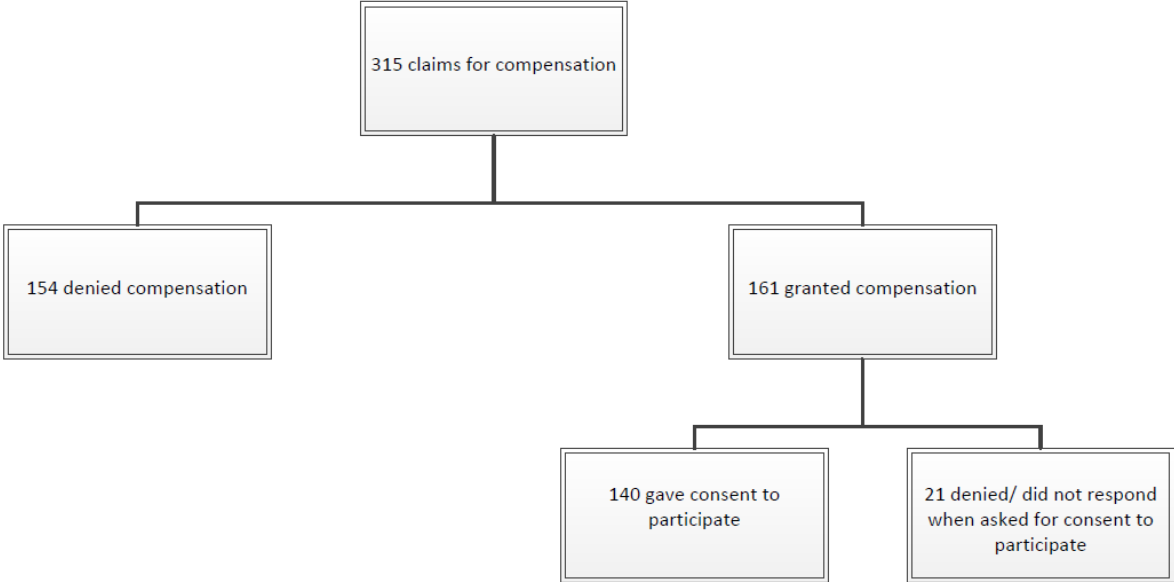 315 claims for compensation
154 denied compensation
161 granted compensation
140 gave consent to
participate
21 denied/ did not respond
when asked for consent to
participate